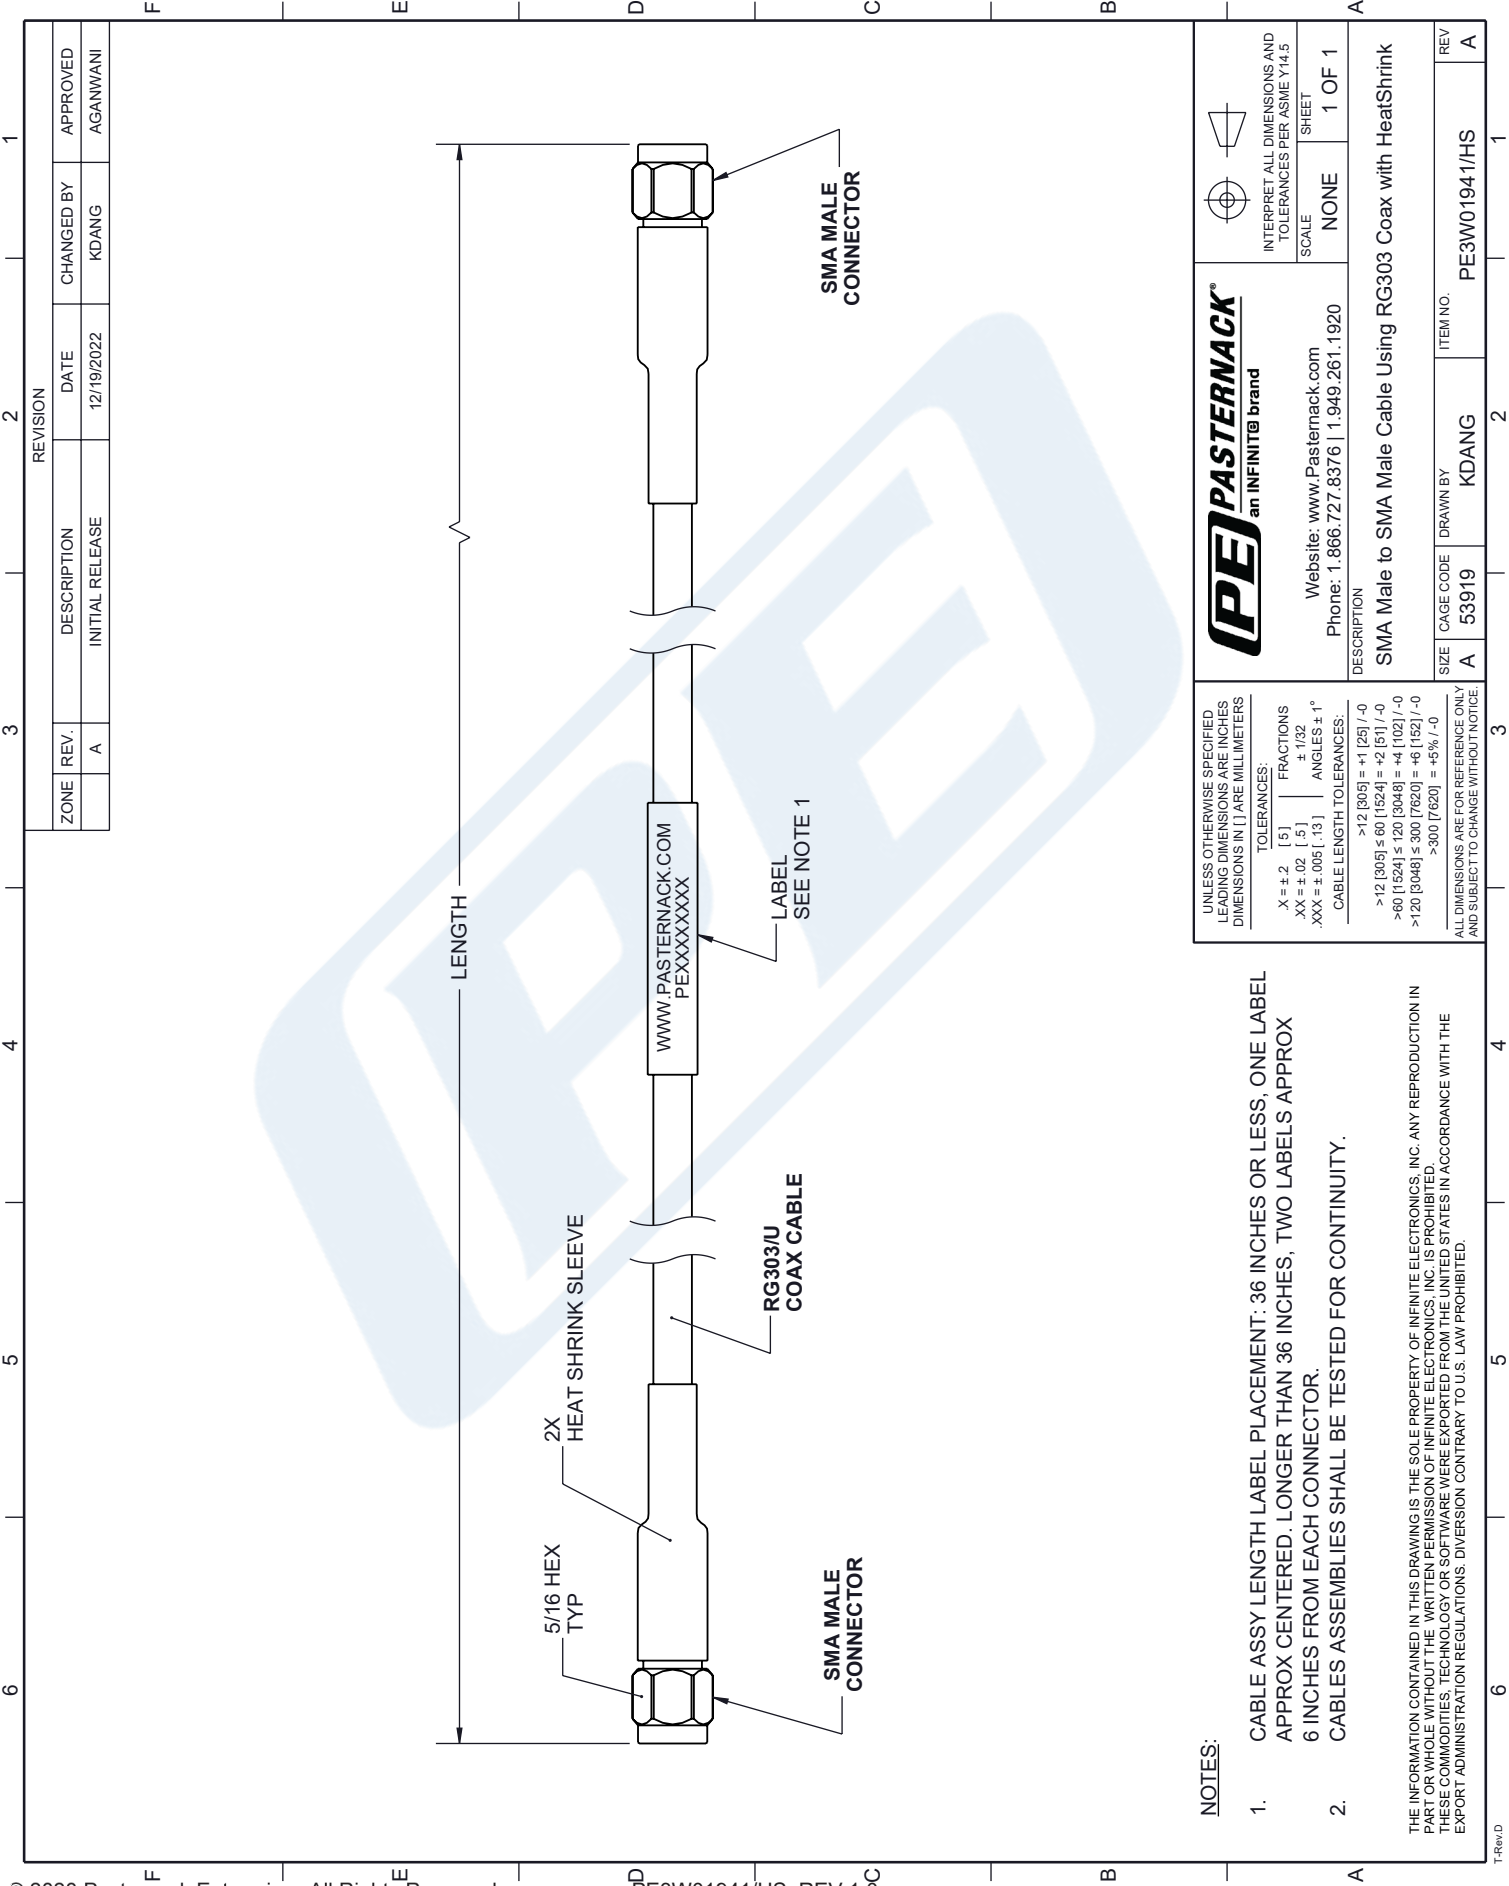 REVISION
ZONE REV. DESCRIPTION DATE CHANGED BY APPROVED
A INITIAL RELEASE 12/19/2022 KDANG AGANWANI
6 5 4 3 2 1
F
E
D
C
B
A
LENGTH
5/16 HEX
TYP
2X
HEAT SHRINK SLEEVE
WWW.PASTERNACK.COM
PEXXXXXXXX
SMA MALE
CONNECTOR
RG303/U
COAX CABLE
LABEL
SEE NOTE 1
SMA MALE
CONNECTOR
NOTES:
1. CABLE ASSY LENGTH LABEL PLACEMENT: 36 INCHES OR LESS, ONE LABEL
APPROX CENTERED. LONGER THAN 36 INCHES, TWO LABELS APPROX
6 INCHES FROM EACH CONNECTOR.
2. CABLES ASSEMBLIES SHALL BE TESTED FOR CONTINUITY.
THE INFORMATION CONTAINED IN THIS DRAWING IS THE SOLE PROPERTY OF INFINITE ELECTRONICS, INC. ANY REPRODUCTION IN
PART OR WHOLE WITHOUT THE WRITTEN PERMISSION OF INFINITE ELECTRONICS, INC. IS PROHIBITED.
THESE COMMODITIES, TECHNOLOGY OR SOFTWARE WERE EXPORTED FROM THE UNITED STATES IN ACCORDANCE WITH THE
EXPORT ADMINISTRATION REGULATIONS. DIVERSION CONTRARY TO U.S. LAW PROHIBITED.
UNLESS OTHERWISE SPECIFIED
LEADING DIMENSIONS ARE INCHES
DIMENSIONS IN [ ] ARE MILLIMETERS
TOLERANCES:
.X = ± .2 [5] FRACTIONS
.XX = ± .02 [.5] ± 1/32
.XXX = ± .005 [.13] ANGLES ± 1°
CABLE LENGTH TOLERANCES:
>12 [305] = +1 [25] / -0
>12 [305] ≤ 60 [1524] = +2 [51] / -0
>60 [1524] ≤ 120 [3048] = +4 [102] / -0
>120 [3048] ≤ 300 [7620] = +6 [152] / -0
>300 [7620] = +5% / -0
ALL DIMENSIONS ARE FOR REFERENCE ONLY
AND SUBJECT TO CHANGE WITHOUT NOTICE.
PE PASTERNACK®
an INFINITE brand
Website: www.Pasternack.com
Phone: 1.866.727.8376 | 1.949.261.1920
INTERPRET ALL DIMENSIONS AND
TOLERANCES PER ASME Y14.5
SCALE NONE
SHEET 1 OF 1
DESCRIPTION
SMA Male to SMA Male Cable Using RG303 Coax with HeatShrink
SIZE A
CAGE CODE 53919
DRAWN BY KDANG
ITEM NO. PE3W01941/HS
REV A
F
E
D
C
B
A
6 5 4 3 2 1
T-Rev.D
PE